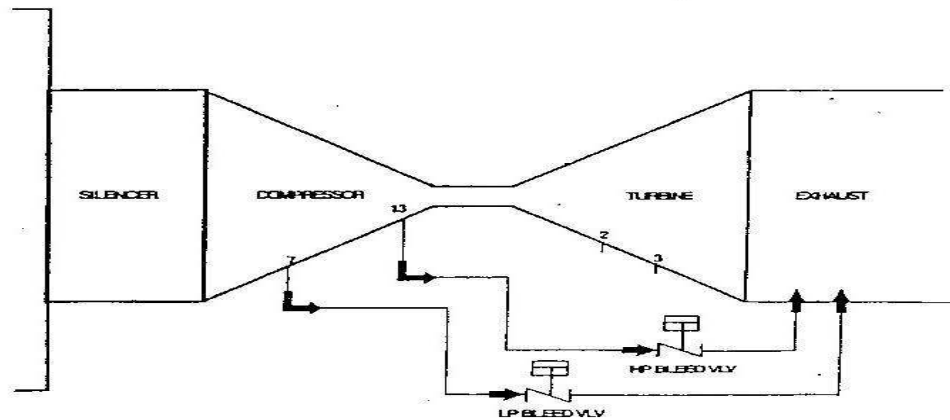 SILENCER
COMPRESSOR
TURBINE
EXHAUST
13
7
2
3
HP BLEED VLV
LP BLEED VLV